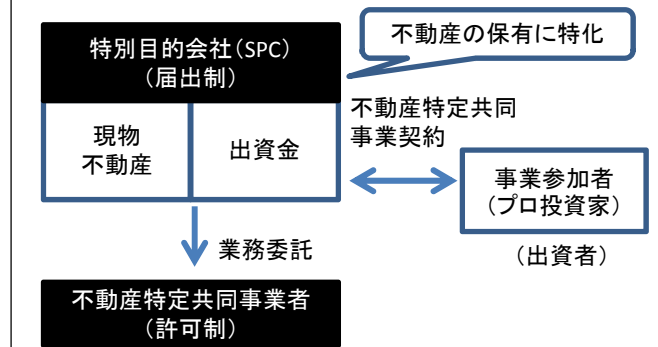 不動産の保有に特化
特別目的会社(SPC)
(届出制)
現物
不動産
出資金
不動産特定共同
事業契約
事業参加者
(プロ投資家)
(出資者)
業務委託
不動産特定共同事業者
(許可制)